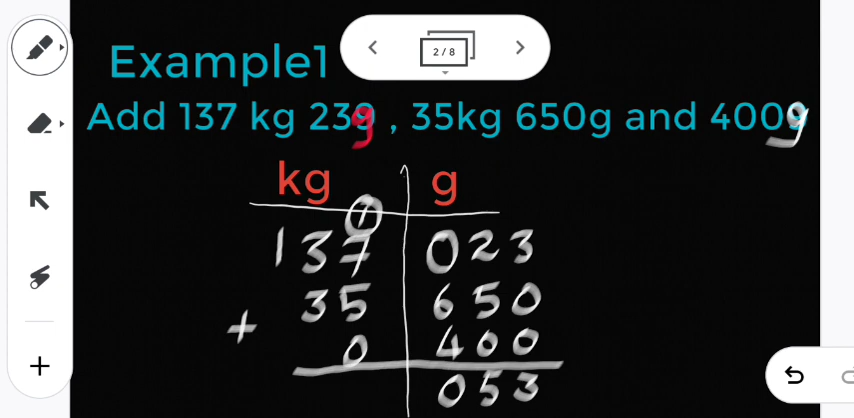 2 / 8
Example1
Add 137 kg 23g , 35kg 650g and 400g
kg g
1
137 023
35 650
+ 0 400
053